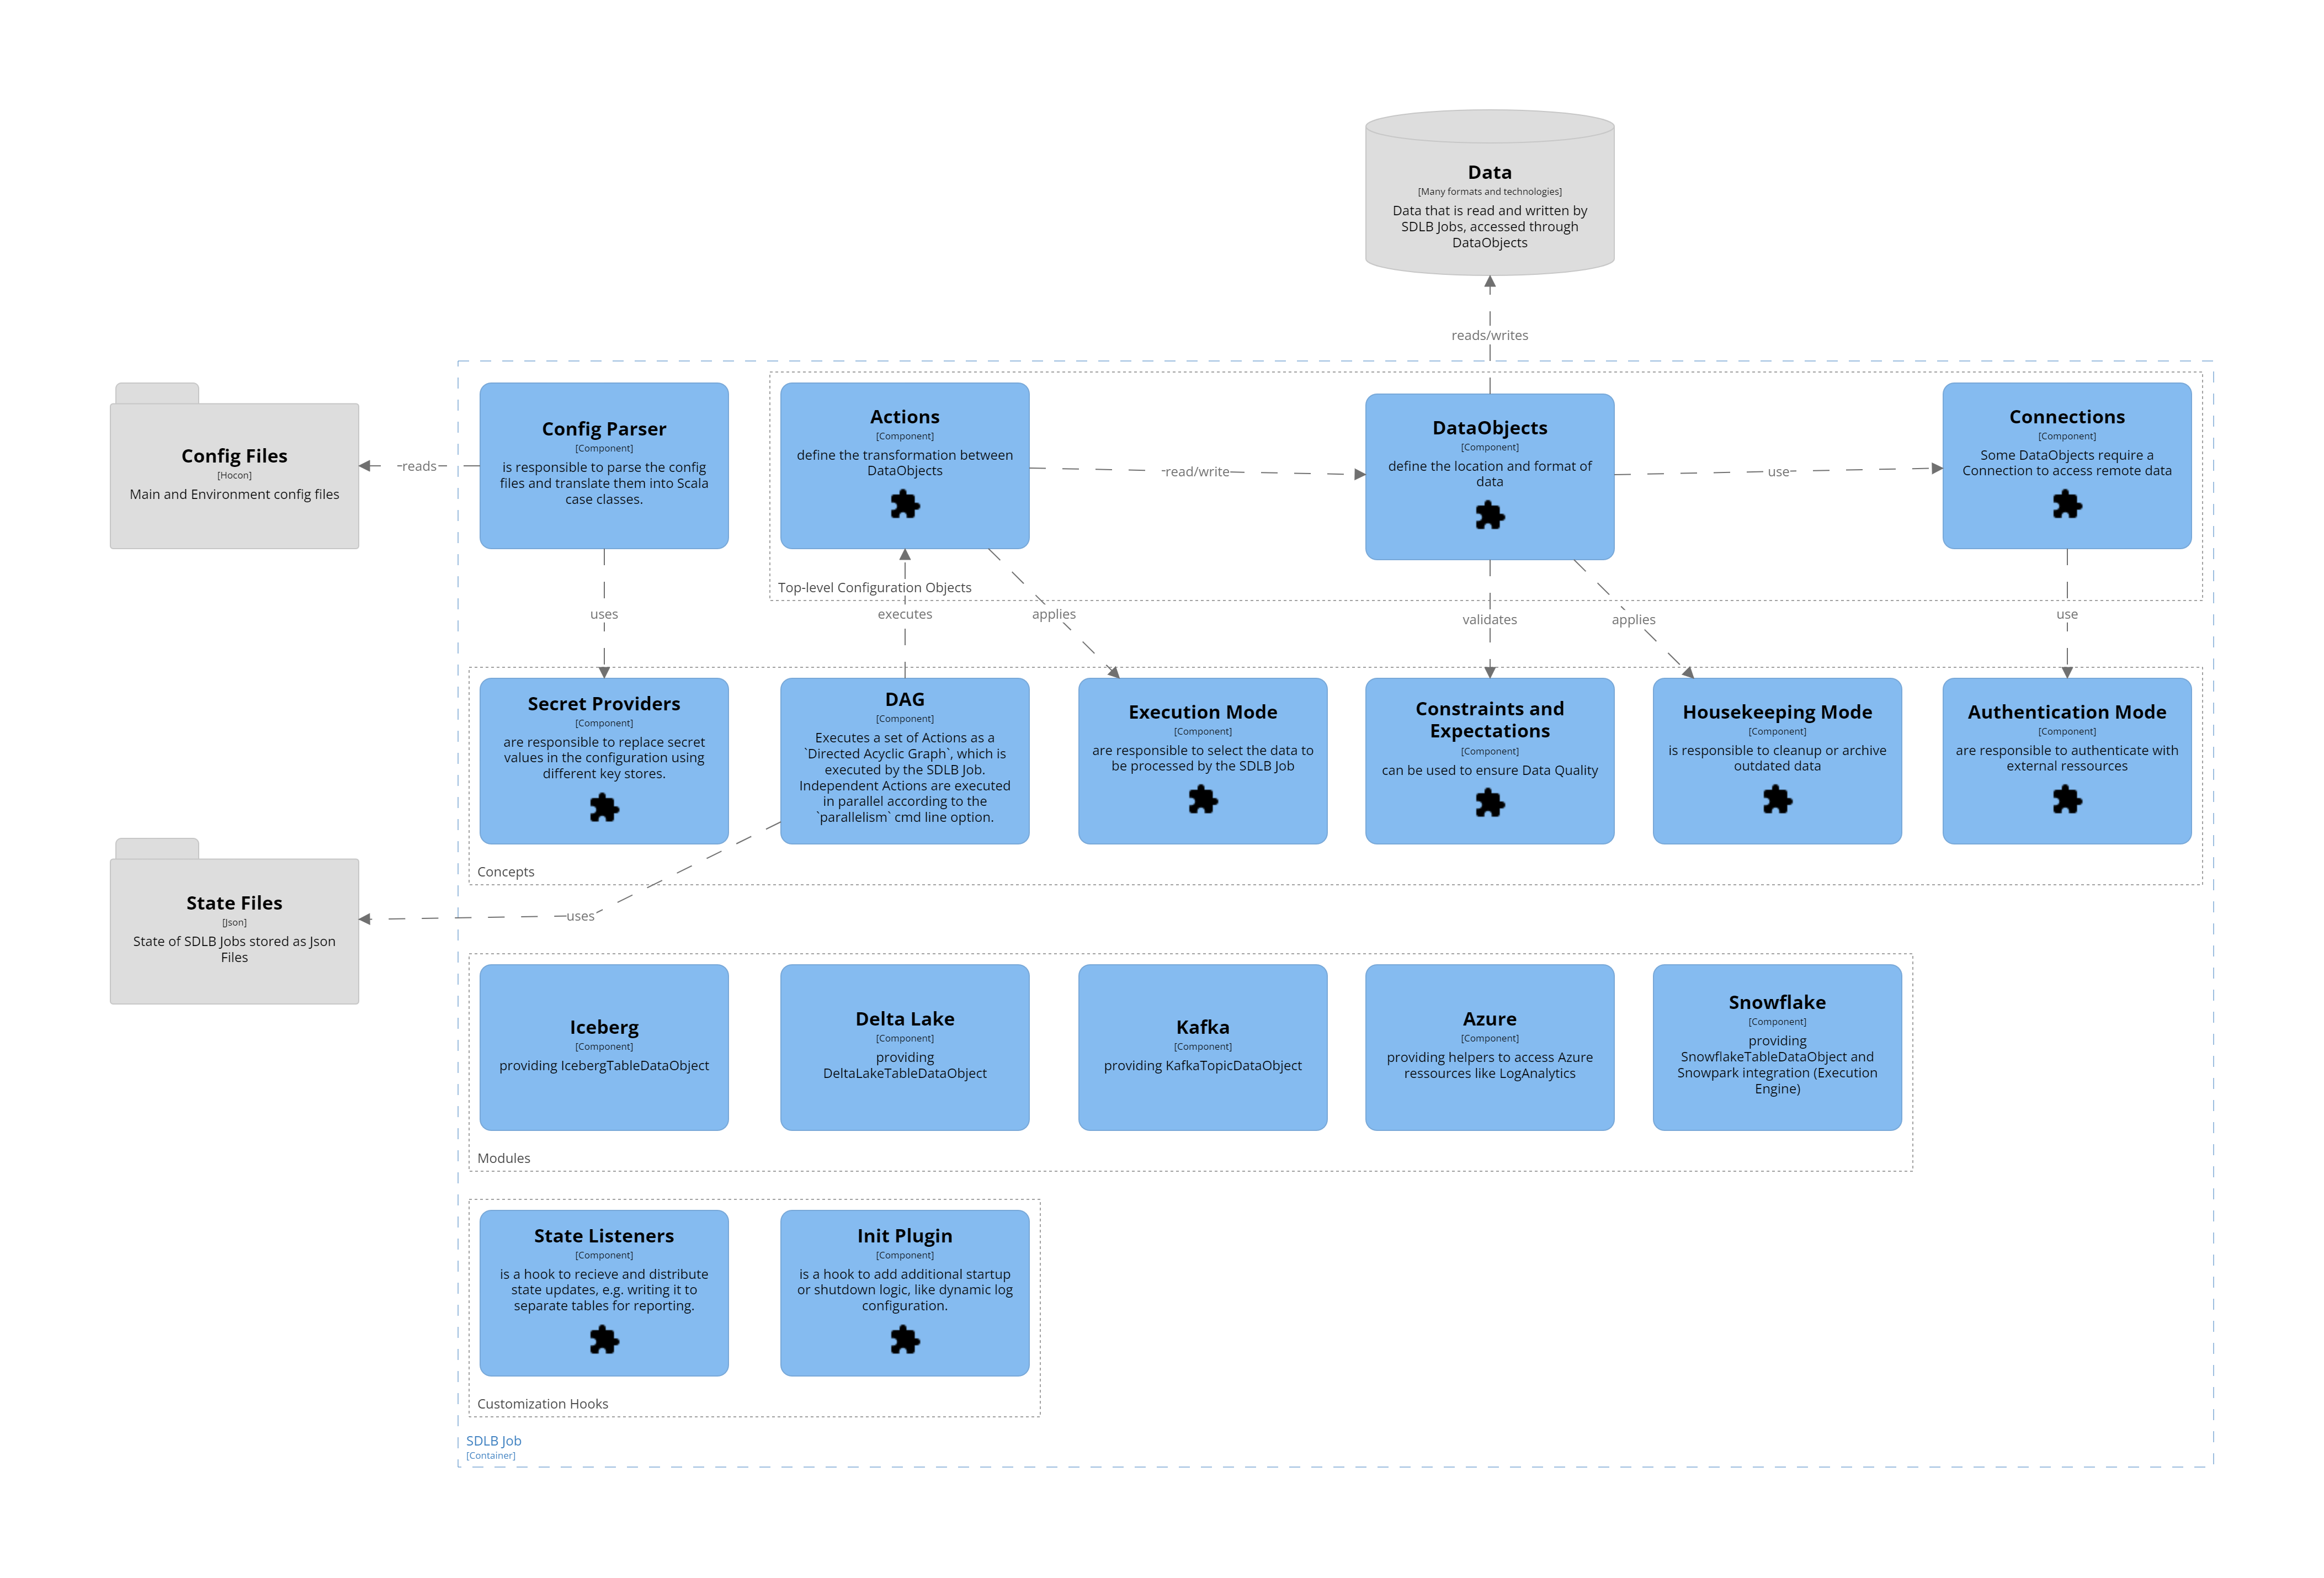 Data
[Many formats and technologies]
Data that is read and written by
SDLB Jobs, accessed through
DataObjects
reads/writes
Config Files
[Hocon]
Main and Environment config files
reads
Config Parser
[Component]
is responsible to parse the config
files and translate them into Scala
case classes.
Actions
[Component]
define the transformation between
DataObjects
read/write
DataObjects
[Component]
define the location and format of
data
use
Connections
[Component]
Some DataObjects require a
Connection to access remote data
Top-level Configuration Objects
uses
executes
applies
validates
applies
use
Secret Providers
[Component]
are responsible to replace secret
values in the configuration using
different key stores.
DAG
[Component]
Executes a set of Actions as a
`Directed Acyclic Graph`, which is
executed by the SDLB Job.
Independent Actions are executed
in parallel according to the
`parallelism` cmd line option.
Execution Mode
[Component]
are responsible to select the data to
be processed by the SDLB Job
Constraints and
Expectations
[Component]
can be used to ensure Data Quality
Housekeeping Mode
[Component]
is responsible to cleanup or archive
outdated data
Authentication Mode
[Component]
are responsible to authenticate with
external ressources
Concepts
State Files
[Json]
State of SDLB Jobs stored as Json
Files
uses
Iceberg
[Component]
providing IcebergTableDataObject
Delta Lake
[Component]
providing
DeltaLakeTableDataObject
Kafka
[Component]
providing KafkaTopicDataObject
Azure
[Component]
providing helpers to access Azure
ressources like LogAnalytics
Snowflake
[Component]
providing
SnowflakeTableDataObject and
Snowpark integration (Execution
Engine)
Modules
State Listeners
[Component]
is a hook to recieve and distribute
state updates, e.g. writing it to
separate tables for reporting.
Init Plugin
[Component]
is a hook to add additional startup
or shutdown logic, like dynamic log
configuration.
Customization Hooks
SDLB Job
[Container]